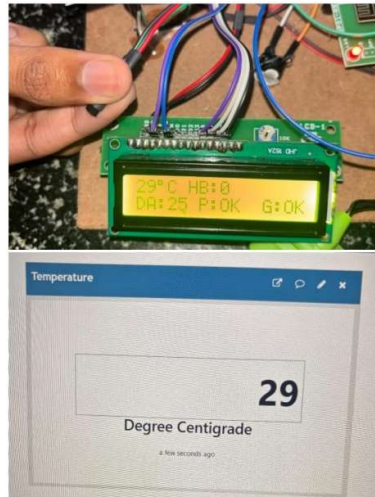 29°C HB:0
DA:25 P:OK G:OK
Temperature
29
Degree Centigrade
a few seconds ago